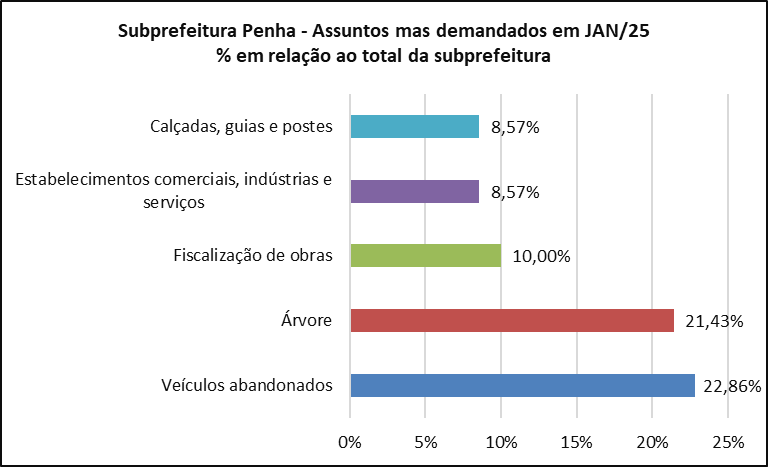 Subprefeitura Penha - Assuntos mas demandados em JAN/25
% em relação ao total da subprefeitura
Calçadas, guias e postes
8,57%
Estabelecimentos comerciais, indústrias e
serviços
8,57%
Fiscalização de obras
10,00%
Árvore
21,43%
Veículos abandonados
22,86%
0%
5%
10%
15%
20%
25%